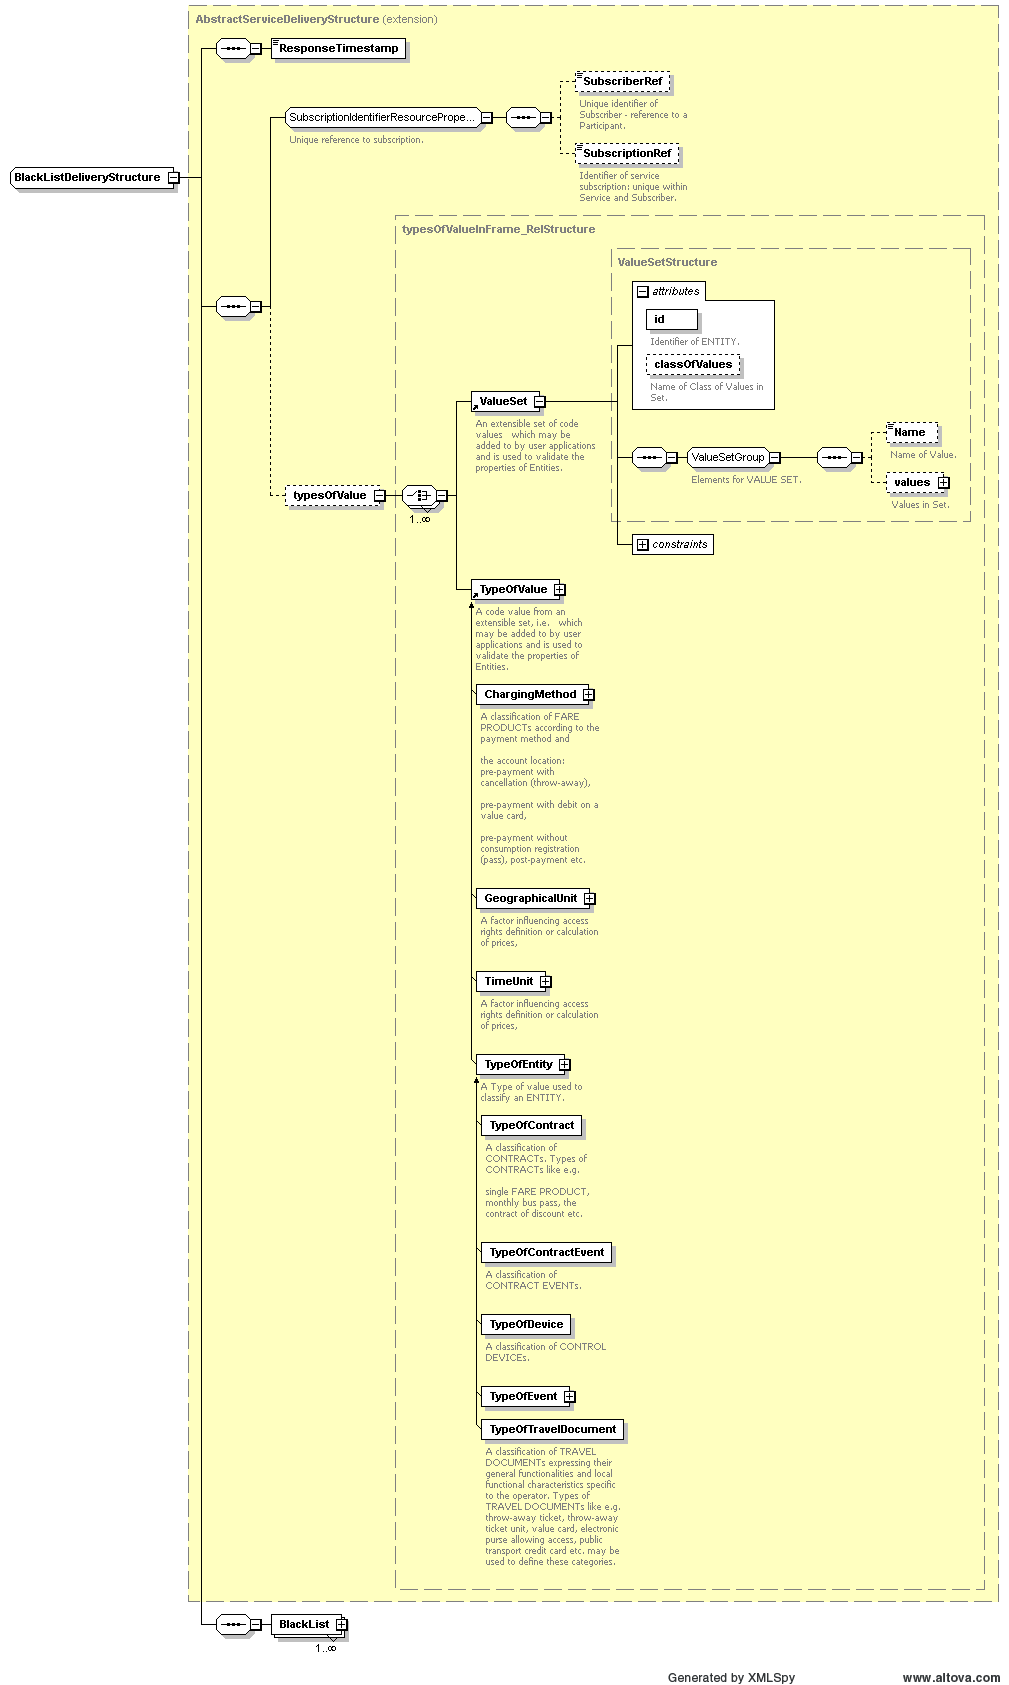 AbstractServiceDeliveryStructure (extension)
ResponseTimestamp
SubscriberRef
Unique identifier of
Subscriber - reference to a
Participant.
SubscriptionIdentifierResourcePrope...
Unique reference to subscription.
SubscriptionRef
Identifier of service
subscription: unique within
Service and Subscriber.
BlackListDeliveryStructure
typesOfValueInFrame_RelStructure
ValueSetStructure
attributes
id
Identifier of ENTITY.
classOfValues
Name of Class of Values in
Set.
ValueSet
An extensible set of code
values which may be
added to by user applications
and is used to validate the
properties of Entities.
Name
Name of Value.
ValueSetGroup
Elements for VALUE SET.
values
Values in Set.
typesOfValue
1..∞
constraints
TypeOfValue
A code value from an
extensible set, i.e. which
may be added to by user
applications and is used to
validate the properties of
Entities.
ChargingMethod
A classification of FARE
PRODUCTs according to the
payment method and
the account location:
pre-payment with
cancellation (throw-away),
pre-payment with debit on a
value card,
pre-payment without
consumption registration
(pass), post-payment etc.
GeographicalUnit
A factor influencing access
rights definition or calculation
of prices,
TimeUnit
A factor influencing access
rights definition or calculation
of prices,
TypeOfEntity
A Type of value used to
classify an ENTITY.
TypeOfContract
A classification of
CONTRACTs. Types of
CONTRACTs like e.g.
single FARE PRODUCT,
monthly bus pass, the
contract of discount etc.
TypeOfContractEvent
A classification of
CONTRACT EVENTs.
TypeOfDevice
A classification of CONTROL
DEVICEs.
TypeOfEvent
TypeOfTravelDocument
A classification of TRAVEL
DOCUMENTs expressing their
general functionalities and local
functional characteristics specific
to the operator. Types of
TRAVEL DOCUMENTs like e.g.
throw-away ticket, throw-away
ticket unit, value card, electronic
purse allowing access, public
transport credit card etc. may be
used to define these categories.
BlackList
1..∞
Generated by XMLSpy
www.altova.com